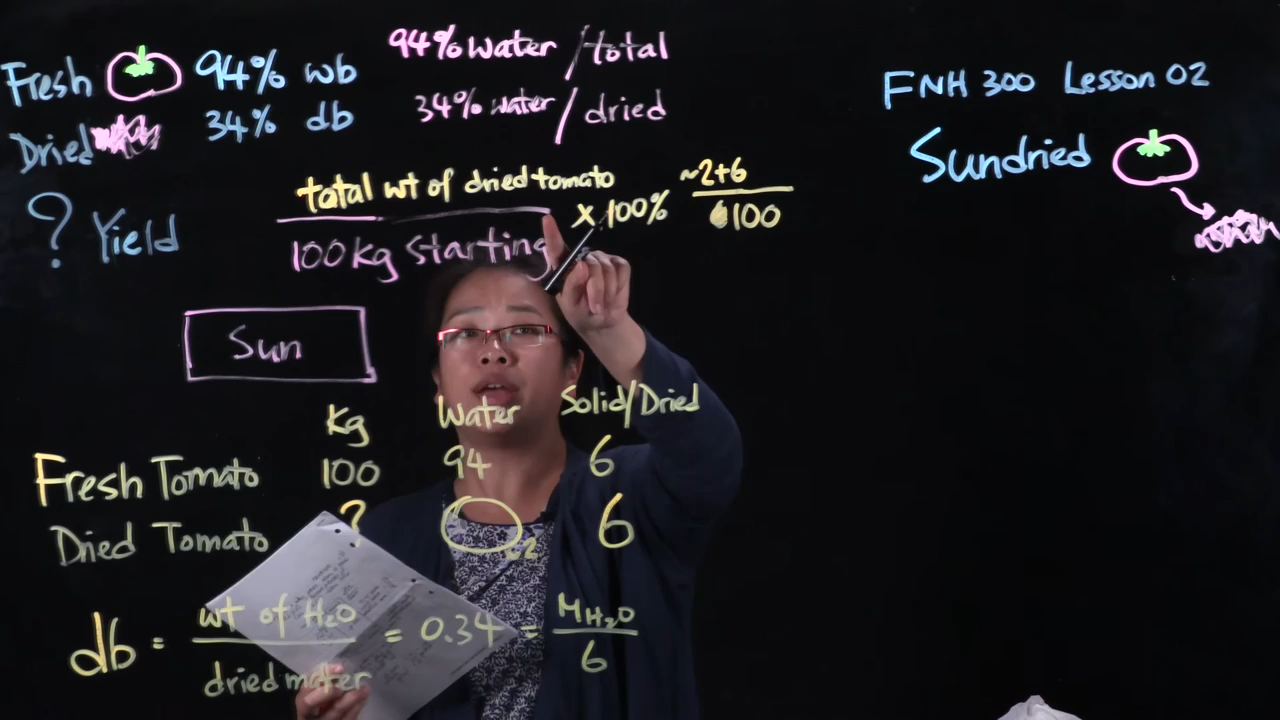 Fresh 94% wb
94% water / total
Dried 34% db
34% water / dried
FNH 300 Lesson 02
Sundried
? Yield
total wt of dried tomato
100 kg starting
x 100%
~2+6
100
Sun
Kg Water Solid/Dried
Fresh Tomato 100 94 6
Dried Tomato ? ~2 6
db = wt of H2O / dried mater = 0.34 = MH2O / 6